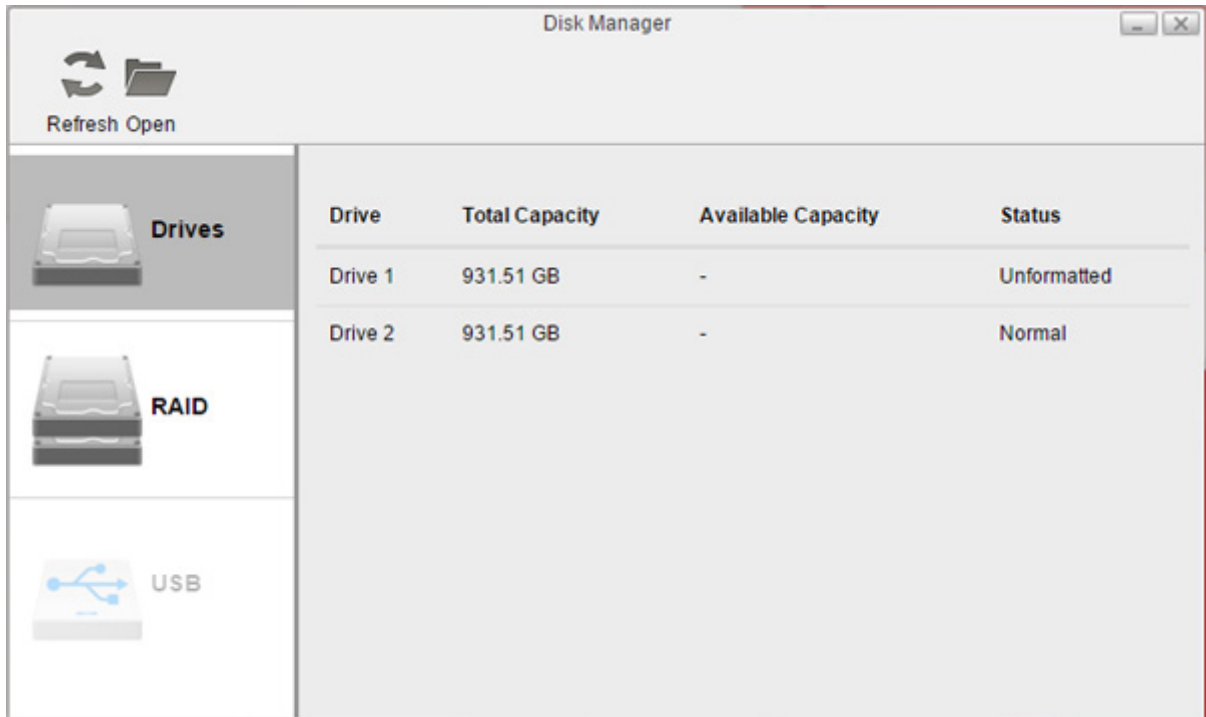 Disk Manager
Refresh Open
Drives
RAID
USB
Drive Total Capacity Available Capacity Status
Drive 1 931.51 GB - Unformatted
Drive 2 931.51 GB - Normal